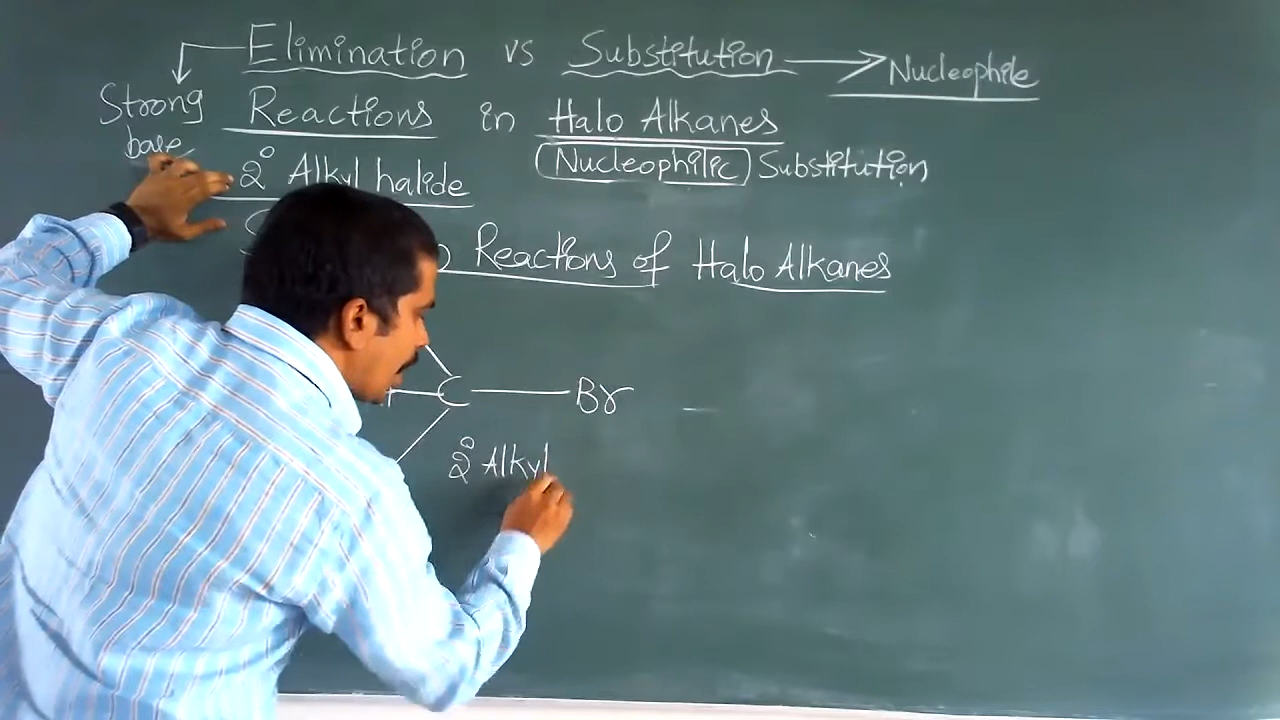 Elimination vs Substitution Nucleophile
Strong Reactions in Halo Alkanes
base
2° Alkyl halide Nucleophilic Substitution
Reactions of Halo Alkanes
C Br
2° Alkyl